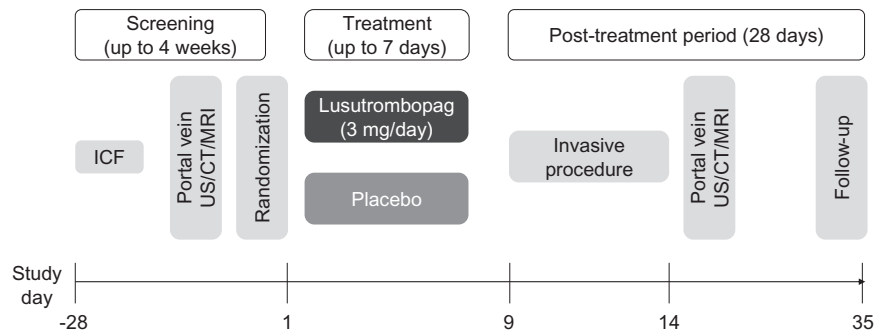 Screening
(up to 4 weeks)
Treatment
(up to 7 days)
Post-treatment period (28 days)
ICF
Portal vein
US/CT/MRI
Randomization
Lusutrombopag
(3 mg/day)
Placebo
Invasive
procedure
Portal vein
US/CT/MRI
Follow-up
Study
day
-28
1
9
14
35